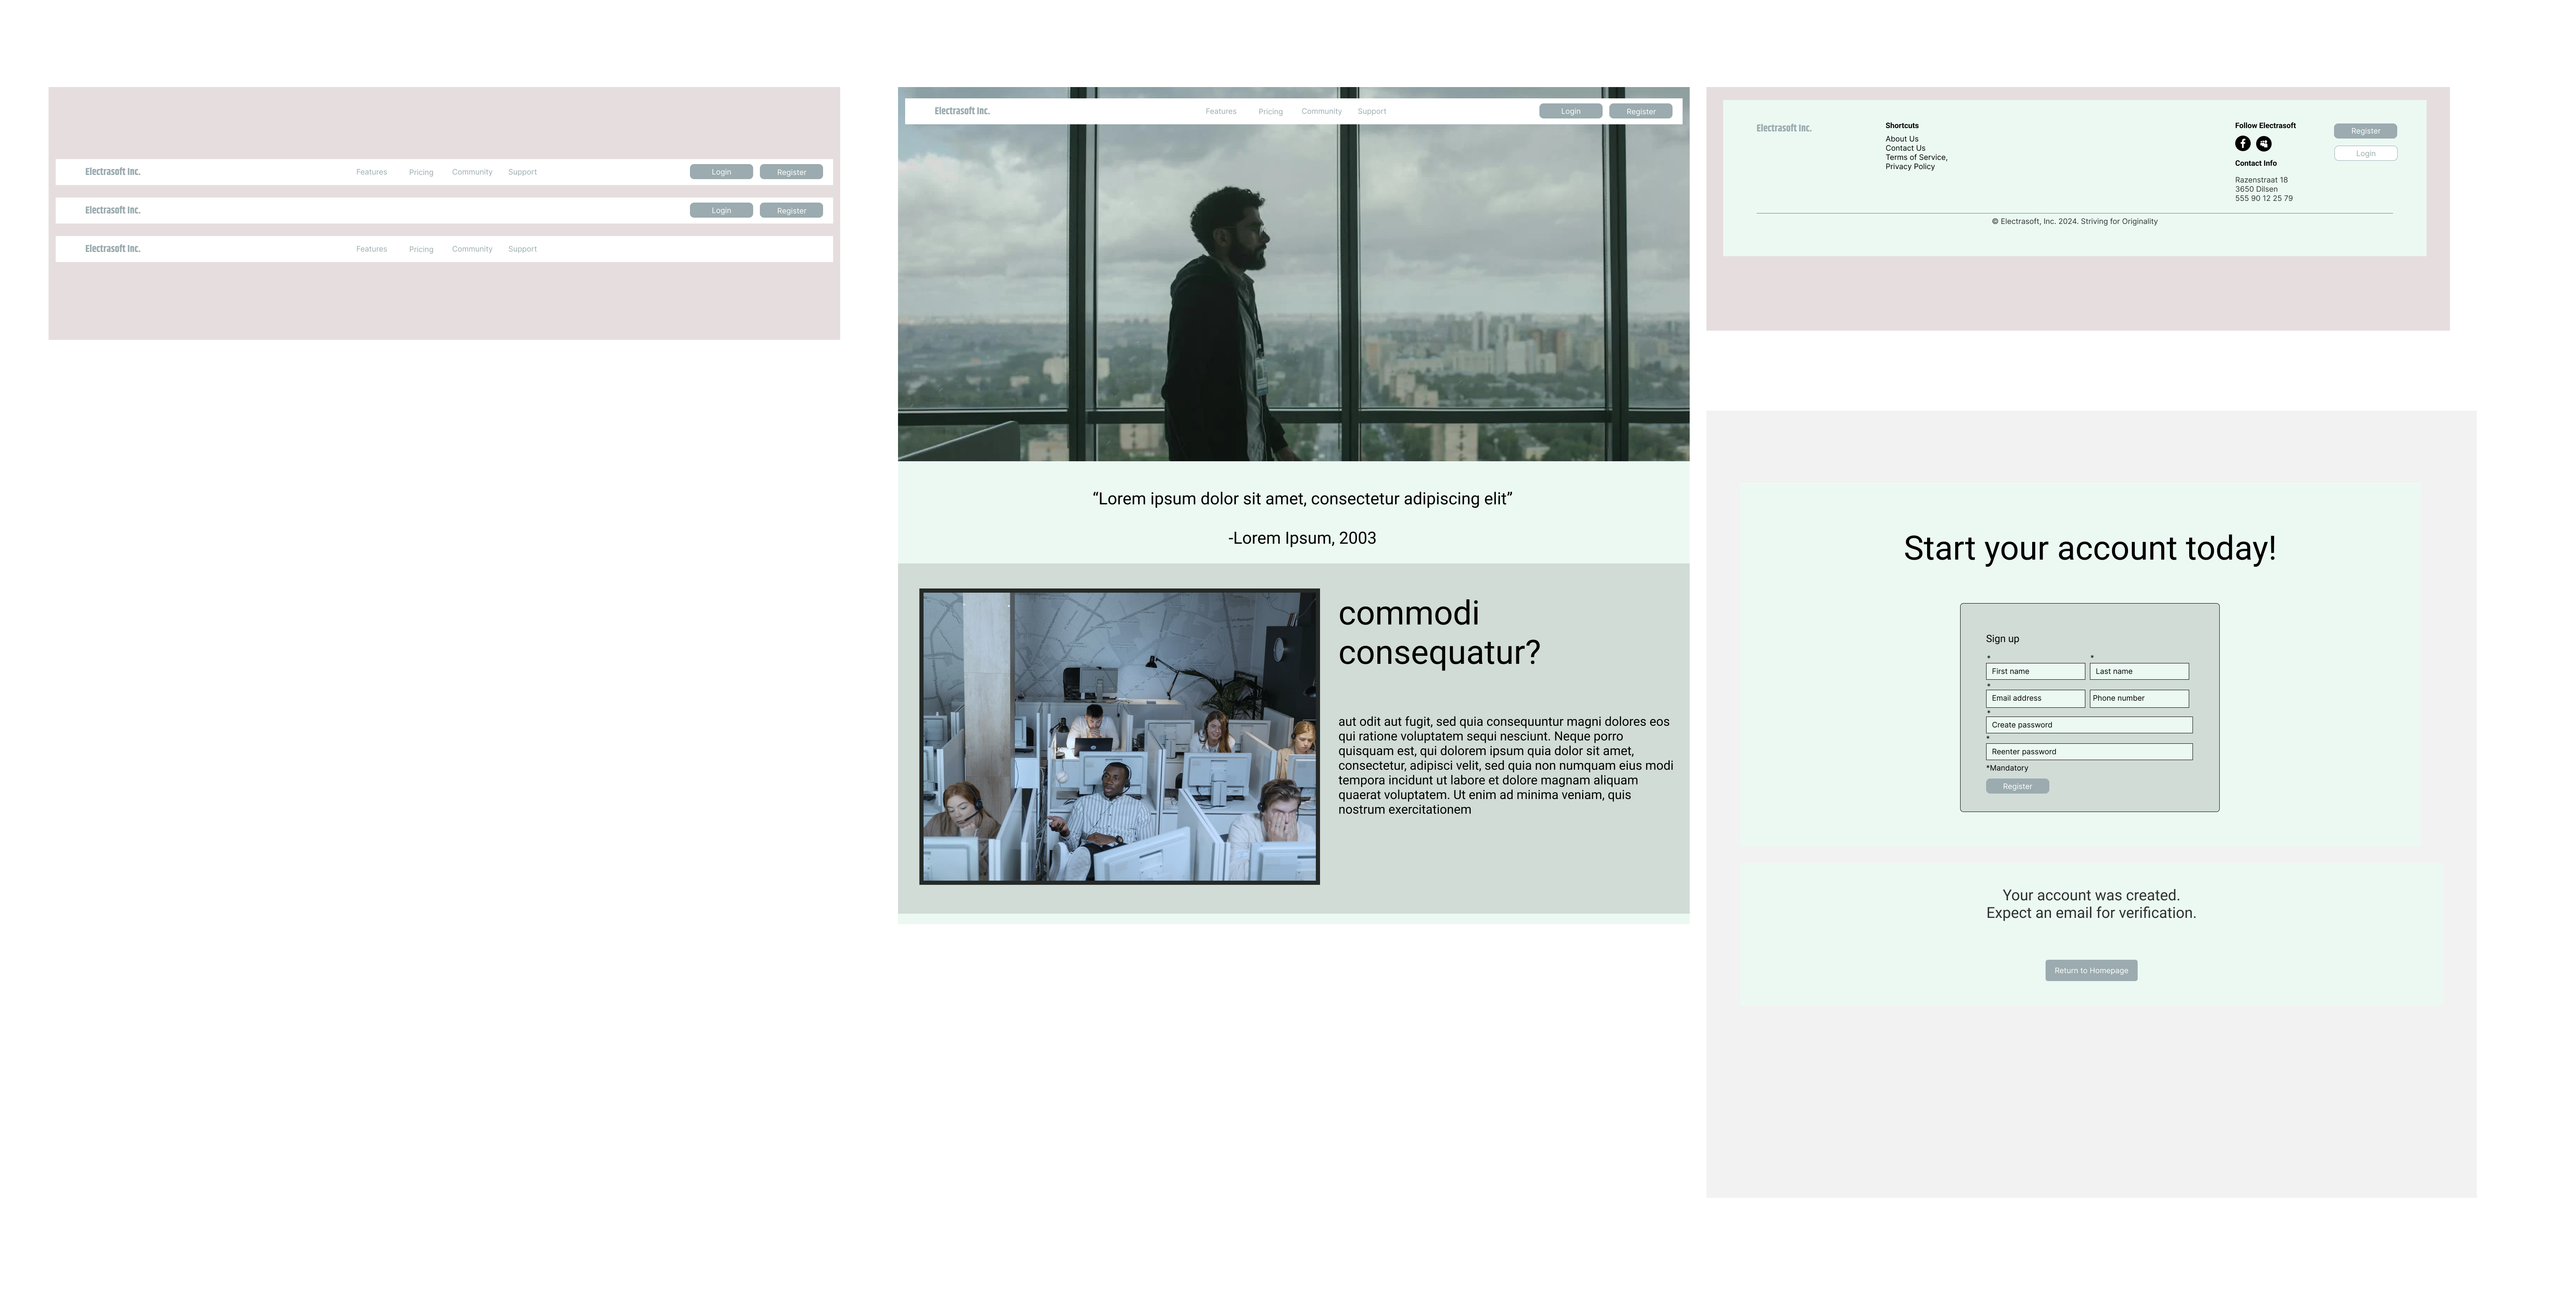 Electrasoft Inc. Features Pricing Community Support Login Register
Electrasoft Inc. Login Register
Electrasoft Inc. Features Pricing Community Support
Electrasoft Inc. Features Pricing Community Support Login Register
“Lorem ipsum dolor sit amet, consectetur adipiscing elit”
-Lorem Ipsum, 2003
commodi
consequatur?
aut odit aut fugit, sed quia consequuntur magni dolores eos
qui ratione voluptatem sequi nesciunt. Neque porro
quisquam est, qui dolorem ipsum quia dolor sit amet,
consectetur, adipisci velit, sed quia non numquam eius modi
tempora incidunt ut labore et dolore magnam aliquam
quaerat voluptatem. Ut enim ad minima veniam, quis
nostrum exercitationem
Electrasoft Inc.
Shortcuts
About Us
Contact Us
Terms of Service,
Privacy Policy
Follow Electrasoft
Contact Info
Razenstraat 18
3650 Dilsen
555 90 12 25 79
Register
Login
© Electrasoft, Inc. 2024. Striving for Originality
Start your account today!
Sign up
* *
First name Last name
*
Email address Phone number
*
Create password
*
Reenter password
*Mandatory
Register
Your account was created.
Expect an email for verification.
Return to Homepage